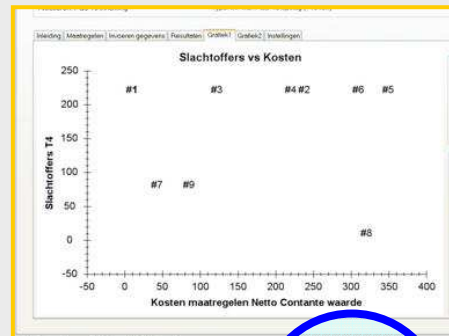 Inleiding Maatregelen Invoeren gegevens Resultaten Grafiek1 Grafiek2 Instellingen
Slachtoffers vs Kosten
250
200
150
100
50
0
-50
Slachtoffers T4
#1 #3 #4 #2 #6 #5
#7 #9
#8
-50 0 50 100 150 200 250 300 350 400
Kosten maatregelen Netto Contante waarde